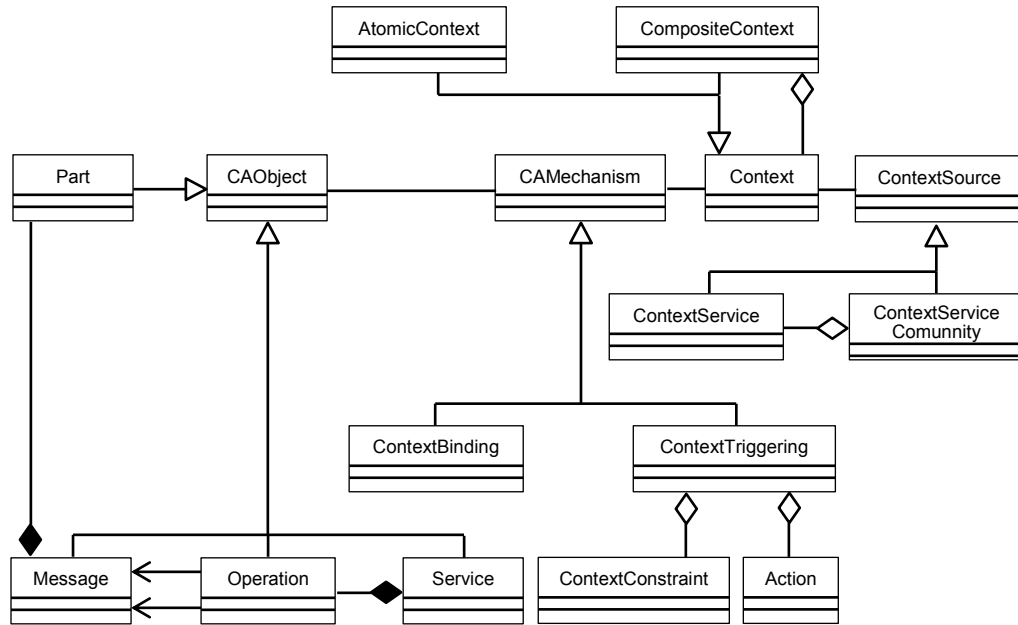 AtomicContext
CompositeContext
Part
CAObject
CAMechanism
Context
ContextSource
ContextService
ContextService
Comunnity
ContextBinding
ContextTriggering
Message
Operation
Service
ContextConstraint
Action